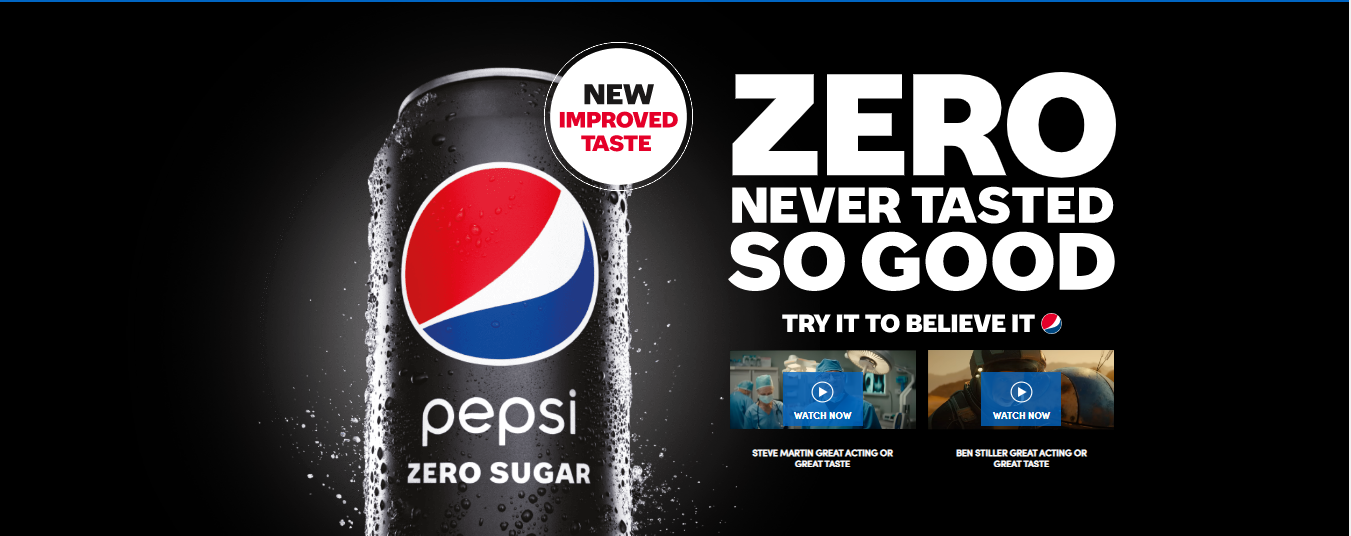 NEW
IMPROVED
TASTE
pepsi
ZERO SUGAR
ZERO
NEVER TASTED
SO GOOD
TRY IT TO BELIEVE IT
WATCH NOW
STEVE MARTIN GREAT ACTING OR
GREAT TASTE
WATCH NOW
BEN STILLER GREAT ACTING OR
GREAT TASTE